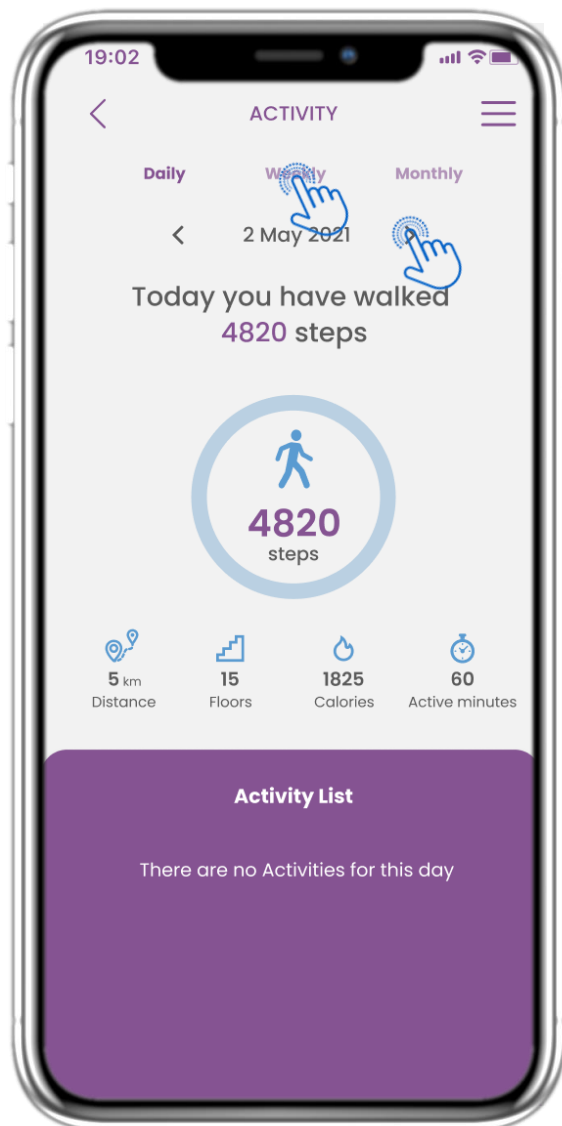 19:02
ACTIVITY
Daily Weekly Monthly
2 May 2021
Today you have walked
4820 steps
4820
steps
5 km 15 1825 60
Distance Floors Calories Active minutes
Activity List
There are no Activities for this day